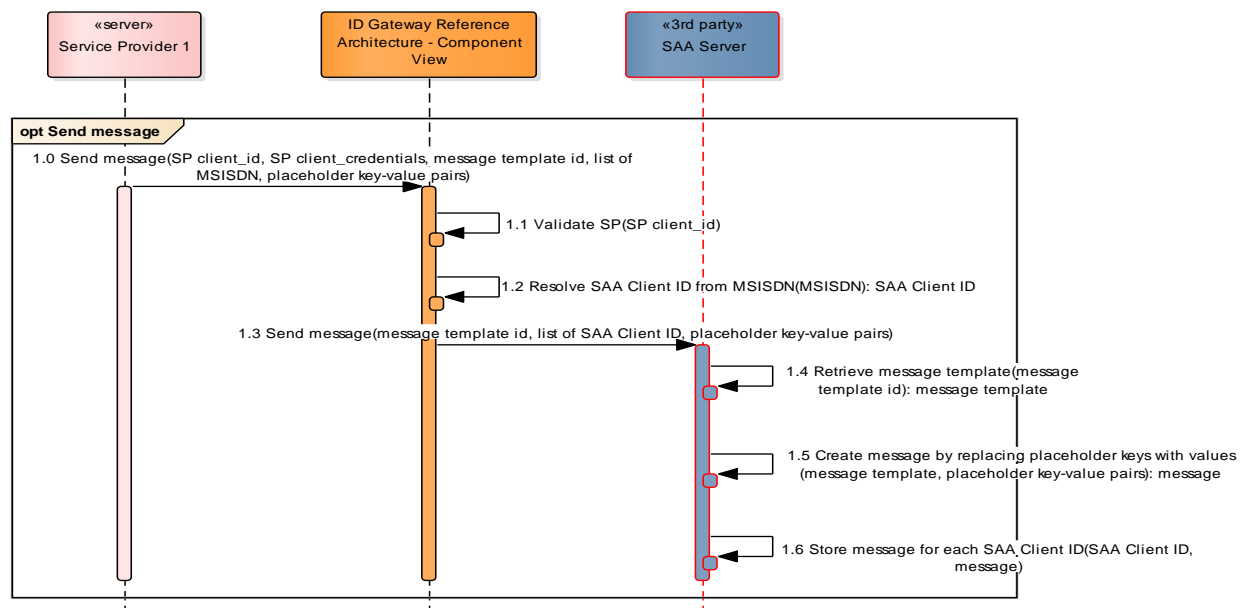 «server»
Service Provider 1
ID Gateway Reference
Architecture - Component
View
«3rd party»
SAA Server
opt Send message
1.0 Send message(SP client_id, SP client_credentials, message template id, list of
MSISDN, placeholder key-value pairs)
1.1 Validate SP(SP client_id)
1.2 Resolve SAA Client ID from MSISDN(MSISDN): SAA Client ID
1.3 Send message(message template id, list of SAA Client ID, placeholder key-value pairs)
1.4 Retrieve message template(message
template id): message template
1.5 Create message by replacing placeholder keys with values
(message template, placeholder key-value pairs): message
1.6 Store message for each SAA Client ID(SAA Client ID,
message)